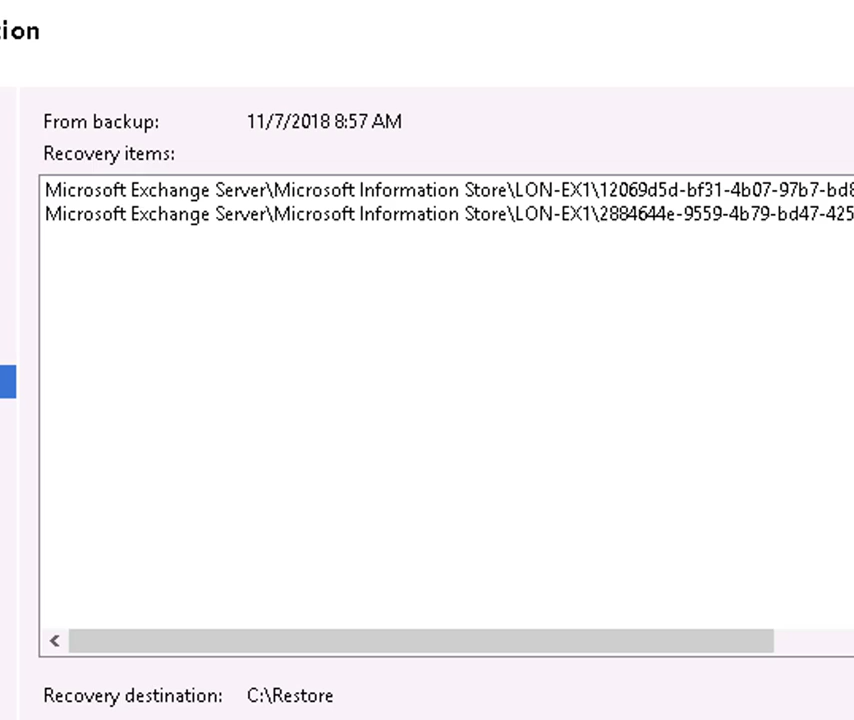 tion
From backup: 11/7/2018 8:57 AM
Recovery items:
Microsoft Exchange Server\Microsoft Information Store\LON-EX1\12069d5d-bf31-4b07-97b7-bd8
Microsoft Exchange Server\Microsoft Information Store\LON-EX1\2884644e-9559-4b79-bd47-425
Recovery destination: C:\Restore